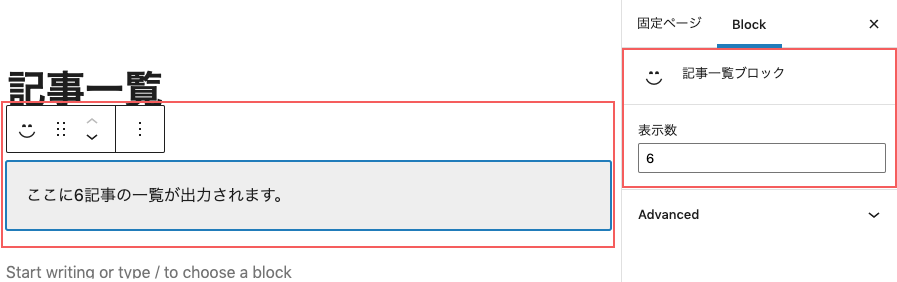 記事一覧
ここに6記事の一覧が出力されます。
Start writing or type / to choose a block
固定ページ
Block
記事一覧ブロック
表示数
6
Advanced